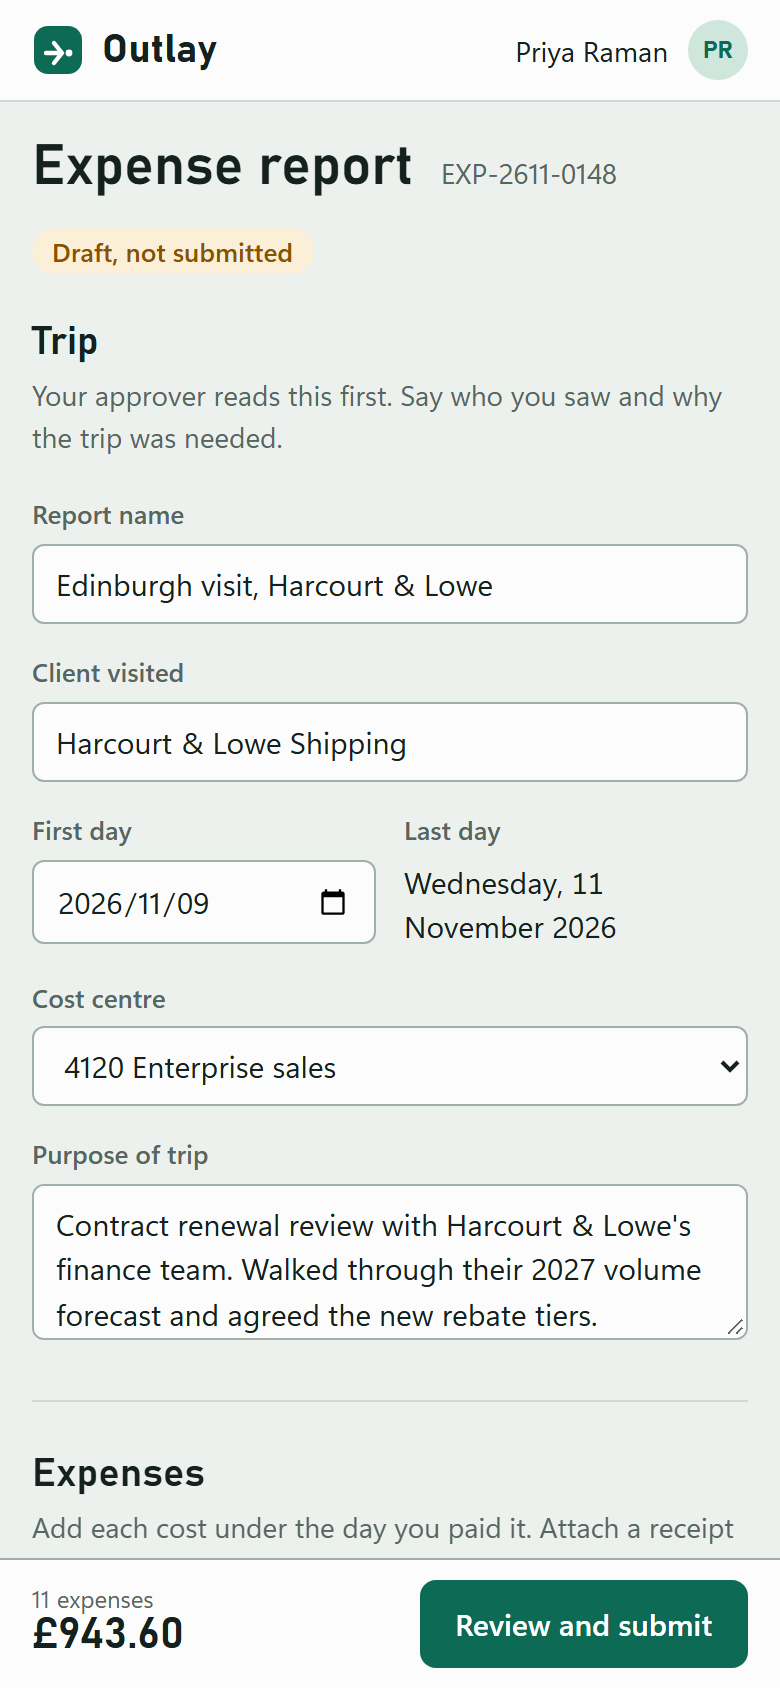 Outlay
Priya Raman
PR
Expense report
EXP-2611-0148
Draft, not submitted
Trip
Your approver reads this first. Say who you saw and why
the trip was needed.
Report name
Edinburgh visit, Harcourt & Lowe
Client visited
Harcourt & Lowe Shipping
First day
2026/11/09
Last day
Wednesday, 11
November 2026
Cost centre
4120 Enterprise sales
Purpose of trip
Contract renewal review with Harcourt & Lowe's
finance team. Walked through their 2027 volume
forecast and agreed the new rebate tiers.
Expenses
Add each cost under the day you paid it. Attach a receipt
11 expenses
£943.60
Review and submit